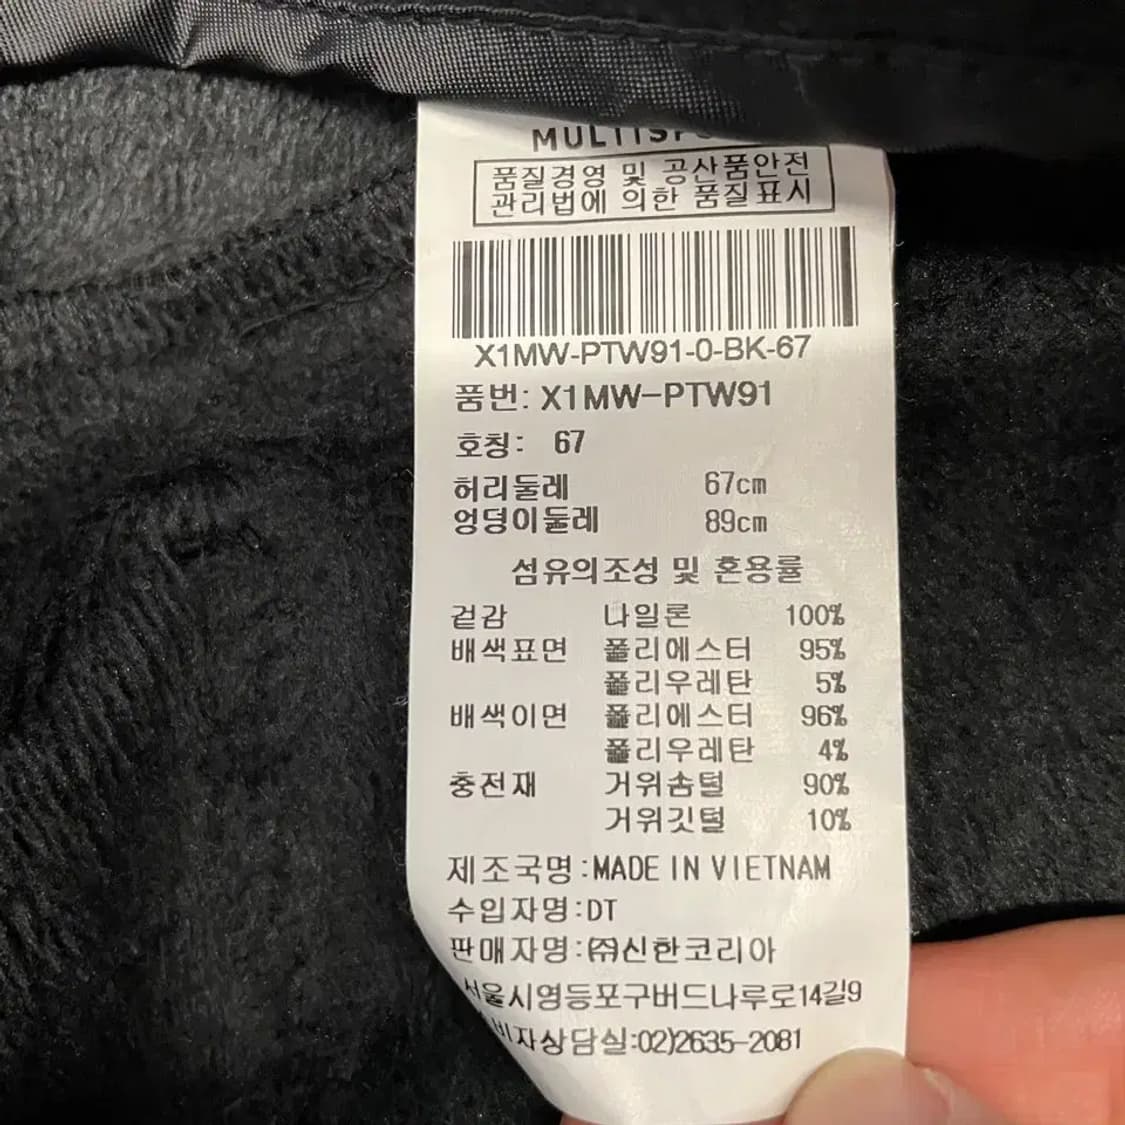 품질경영 및 공산품안전
관리법에 의한 품질표시
X1MW-PTW91-0-BK-67
품번: X1MW-PTW91
호칭: 67
허리둘레 67cm
엉덩이둘레 89cm
섬유의조성 및 혼용률
겉감 나일론 100%
배색표면 폴리에스터 95%
폴리우레탄 5%
배색이면 폴리에스터 96%
폴리우레탄 4%
충전재 거위솜털 90%
거위깃털 10%
제조국명:MADE IN VIETNAM
수입자명:DT
판매자명:㈜신한코리아
서울시영등포구버드나루로14길9
비자상담실:02)2635-2081